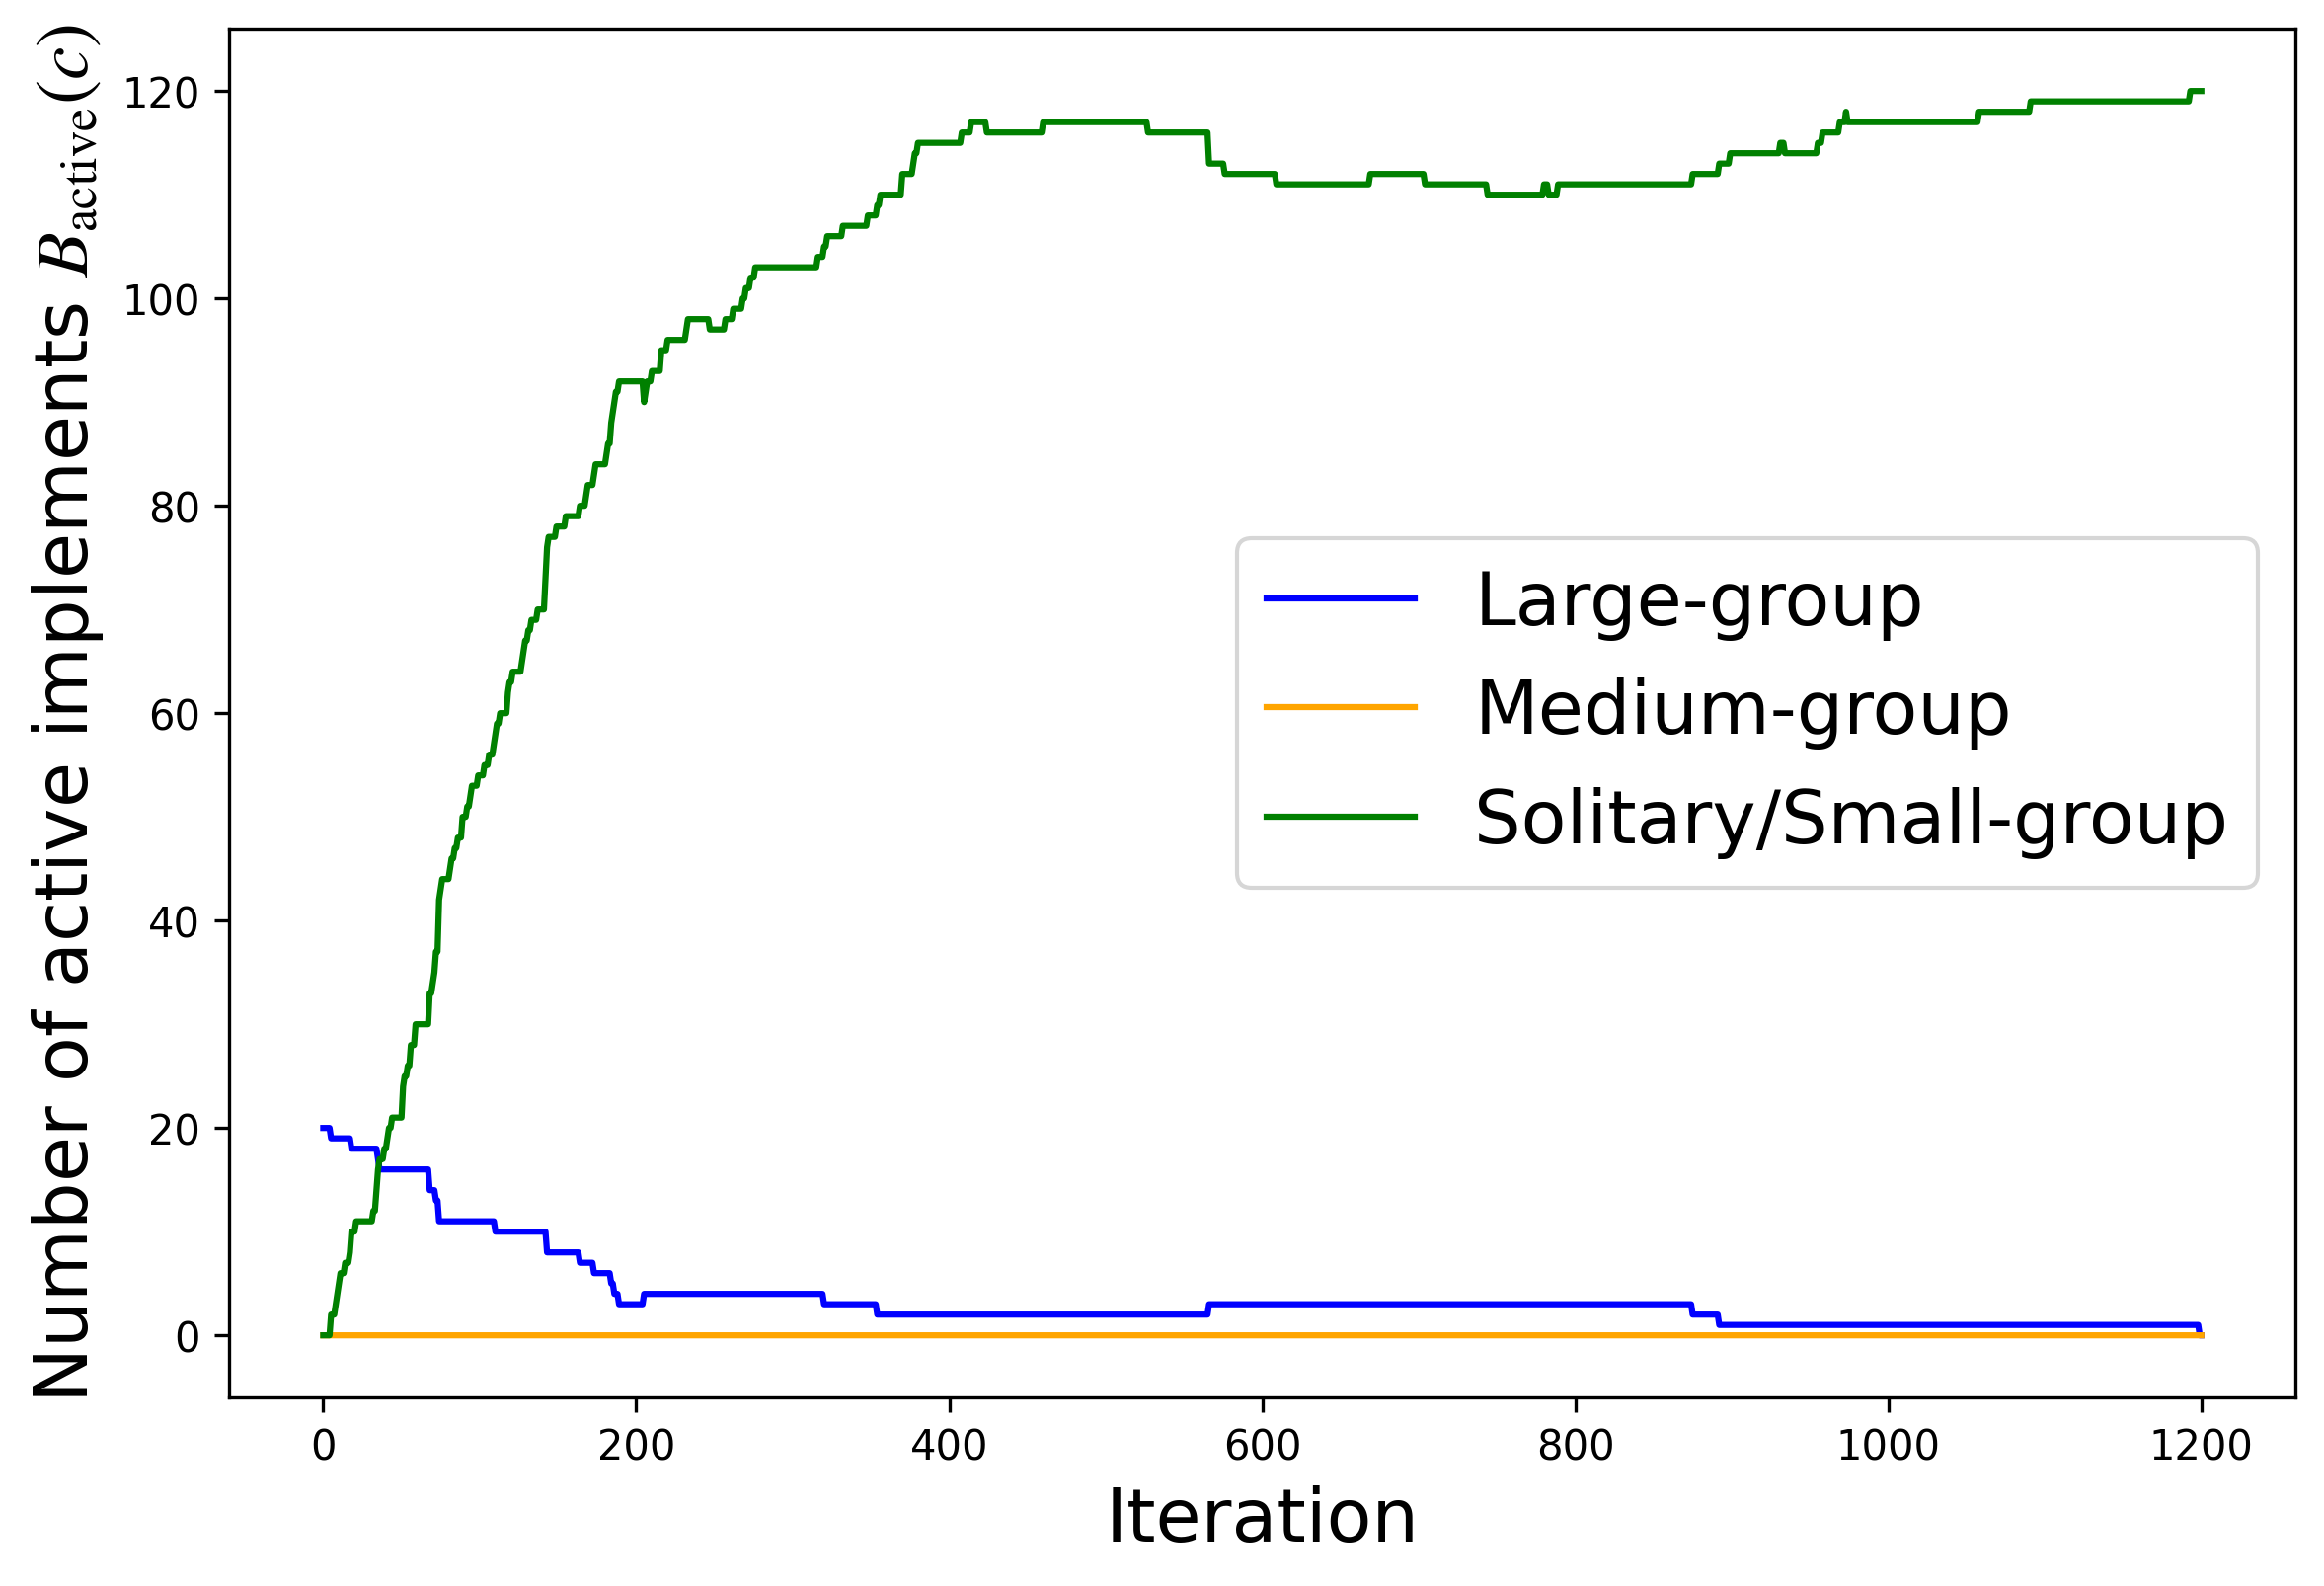 Number of active implements B_active(c)
120
100
80
60
40
20
0
Large-group
Medium-group
Solitary/Small-group
0 200 400 600 800 1000 1200
Iteration